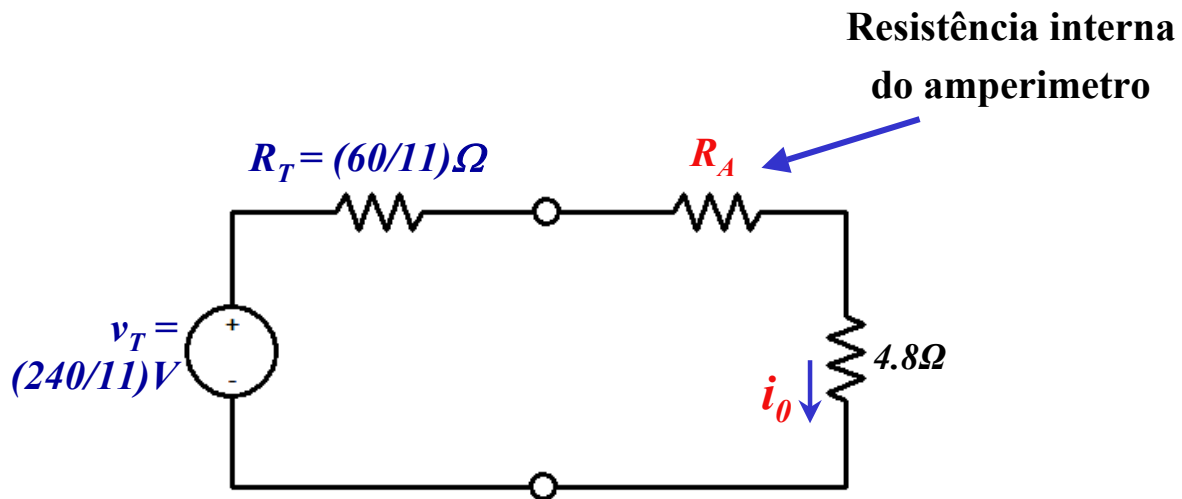 Resistência interna
do amperimetro
R_T = (60/11)Ω
R_A
v_T =
(240/11)V
+
-
4.8Ω
i_0